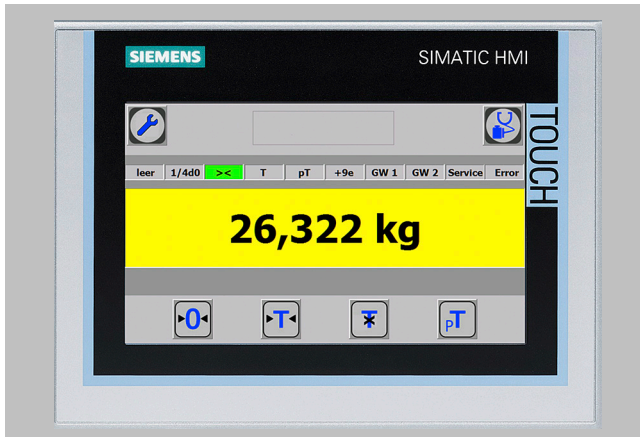 SIEMENS
SIMATIC HMI
TOUCH
leer 1/4d0 >< T pT +9e GW 1 GW 2 Service Error
26,322 kg
>0< >T< T pT